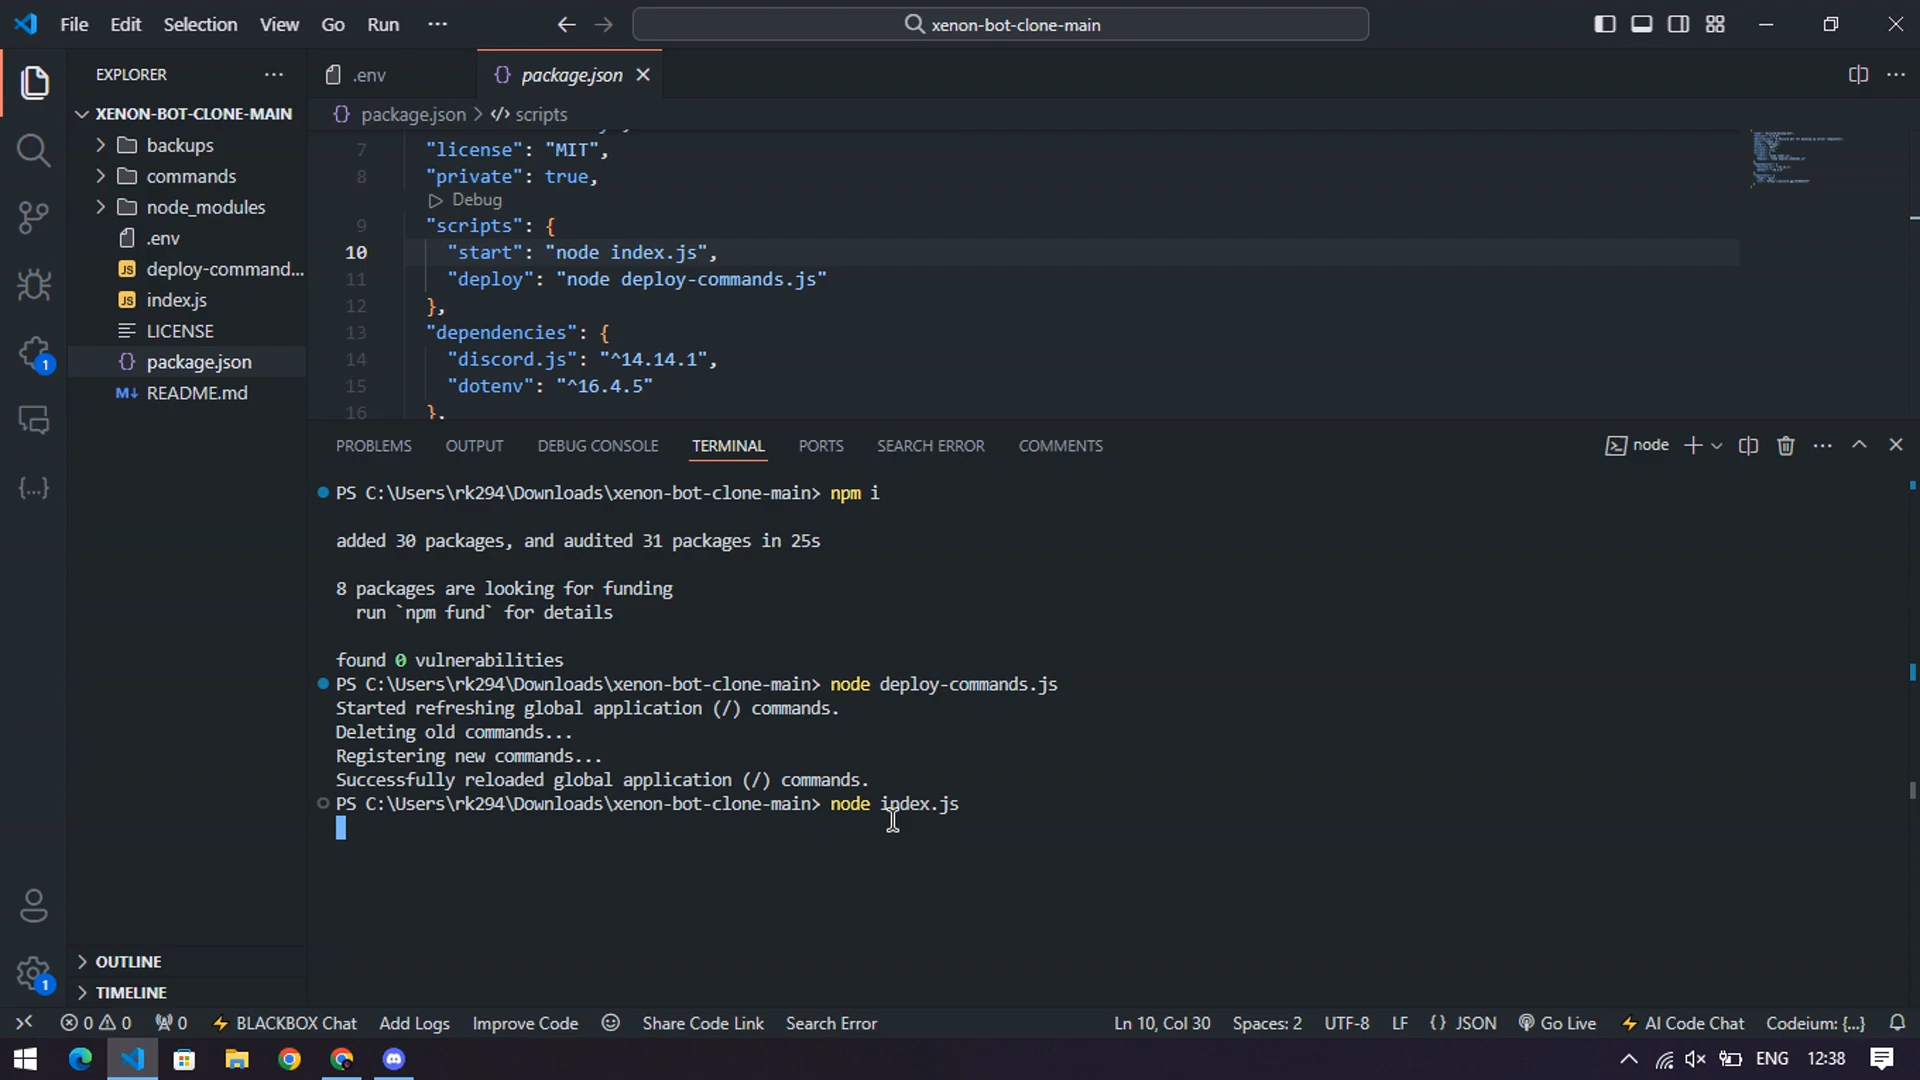 File Edit Selection View Go Run ···
xenon-bot-clone-main
EXPLORER ···
XENON-BOT-CLONE-MAIN
backups
commands
node_modules
.env
JS deploy-command...
JS index.js
LICENSE
{} package.json
M↓ README.md
OUTLINE
TIMELINE
1
{...}
1
.env
{} package.json
{} package.json > scripts
7 "license": "MIT",
8 "private": true,
Debug
9 "scripts": {
10 "start": "node index.js",
11 "deploy": "node deploy-commands.js"
12 },
13 "dependencies": {
14 "discord.js": "^14.14.1",
15 "dotenv": "^16.4.5"
16 },
PROBLEMS OUTPUT DEBUG CONSOLE TERMINAL PORTS SEARCH ERROR COMMENTS
node
PS C:\Users\rk294\Downloads\xenon-bot-clone-main> npm i
added 30 packages, and audited 31 packages in 25s
8 packages are looking for funding
run `npm fund` for details
found 0 vulnerabilities
PS C:\Users\rk294\Downloads\xenon-bot-clone-main> node deploy-commands.js
Started refreshing global application (/) commands.
Deleting old commands...
Registering new commands...
Successfully reloaded global application (/) commands.
PS C:\Users\rk294\Downloads\xenon-bot-clone-main> node index.js
0 0 0 BLACKBOX Chat Add Logs Improve Code Share Code Link Search Error Ln 10, Col 30 Spaces: 2 UTF-8 LF {} JSON Go Live AI Code Chat Codeium: {...}
ENG 12:38